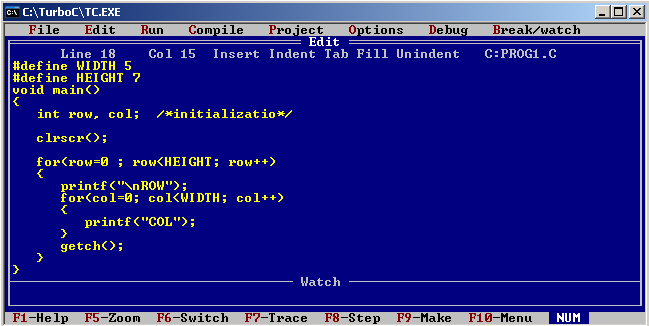 C:\TurboC\TC.EXE
File Edit Run Compile Project Options Debug Break/watch
Edit
Line 18 Col 15 Insert Indent Tab Fill Unindent C:PROG1.C
#define WIDTH 5
#define HEIGHT 7
void main()
{
int row, col; /*initializatio*/
clrscr();
for(row=0 ; row<HEIGHT; row++)
{
printf("\nROW");
for(col=0; col<WIDTH; col++)
{
printf("COL");
}
getch();
}
}
Watch
F1-Help F5-Zoom F6-Switch F7-Trace F8-Step F9-Make F10-Menu NUM